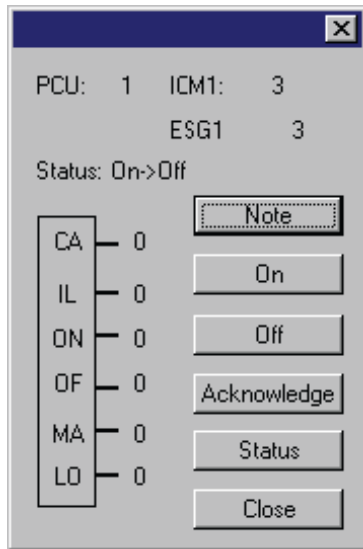 PCU: 1 ICM1: 3
ESG1 3
Status: On->Off
Note
CA 0
On
IL 0
ON 0
Off
OF 0
Acknowledge
MA 0
Status
LO 0
Close